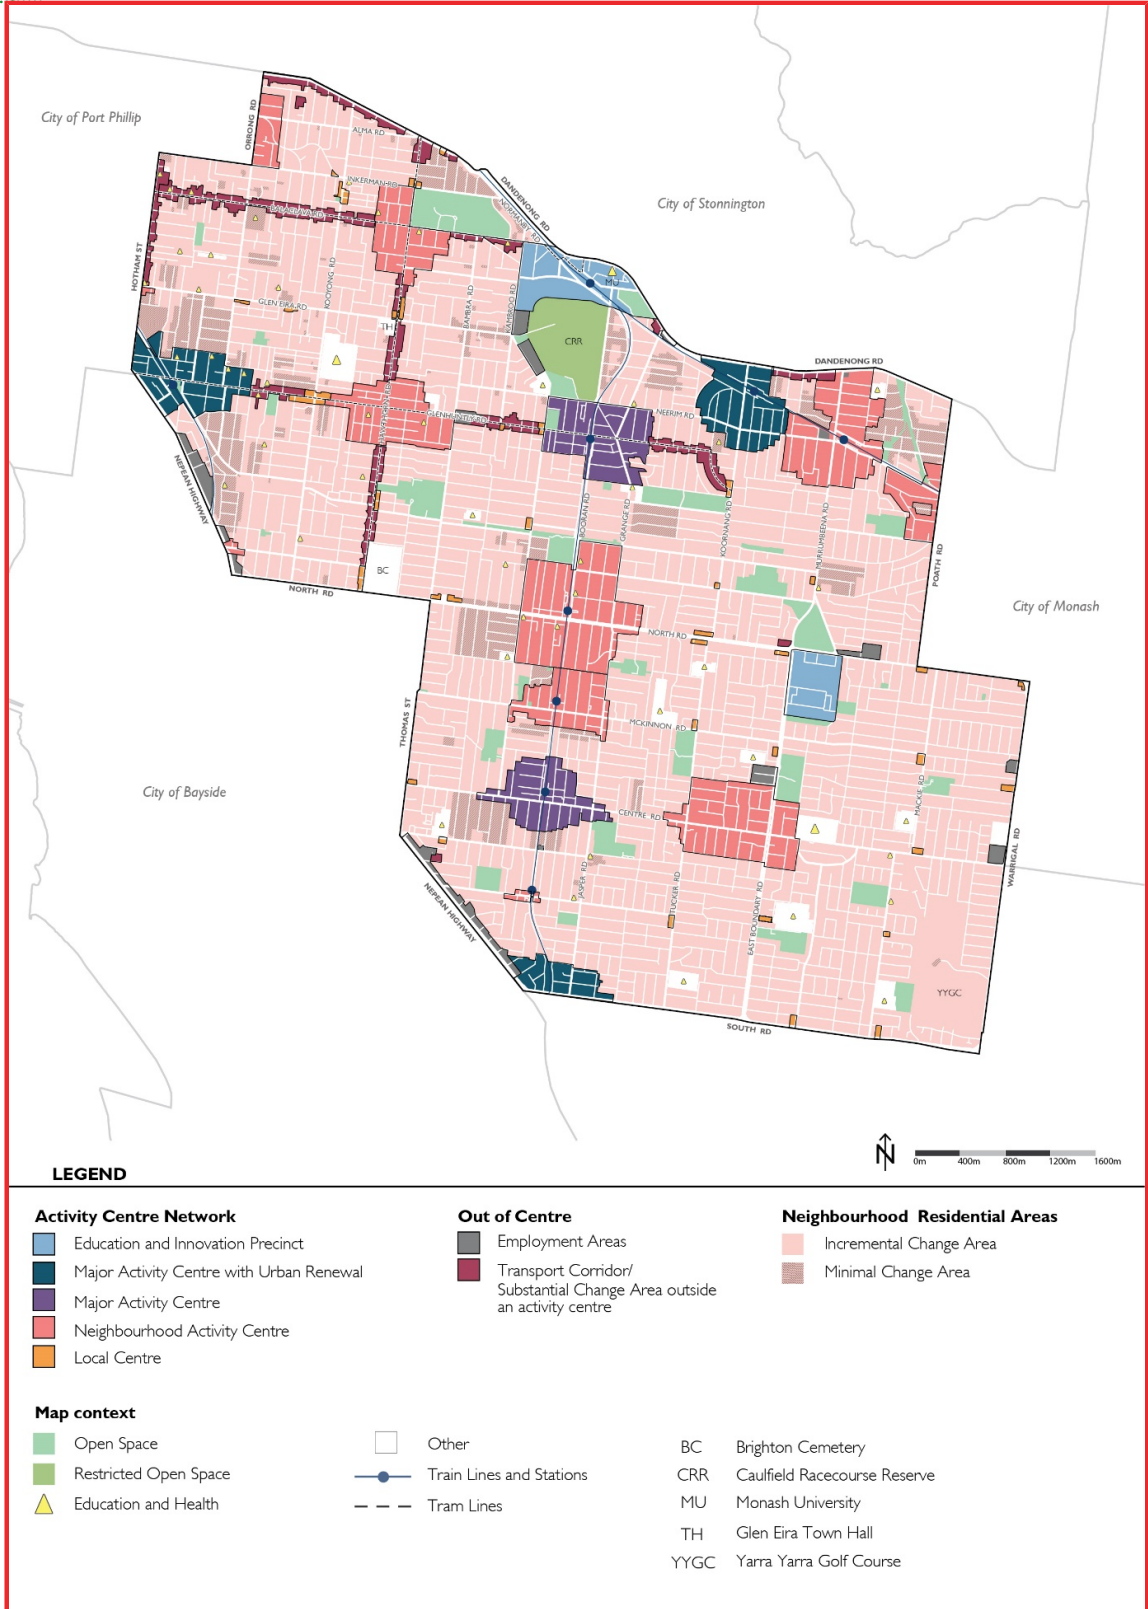 City of Port Phillip
ORRONG RD
ALMA RD
INKERMAN RD
DANDENONG RD
NORMANBY RD
City of Stonnington
BALACLAVA RD
HOTHAM ST
KOOYONG RD
GLEN EIRA RD
BAMBRA RD
KAMBROOK RD
MU
TH
CRR
DANDENONG RD
NEERIM RD
GLENHUNTLY RD
HAWTHORN RD
NEPEAN HIGHWAY
BOORAN RD
GRANGE RD
KOORNANG RD
MURRUMBEENA RD
POATH RD
BC
NORTH RD
City of Monash
NORTH RD
THOMAS ST
MCKINNON RD
City of Bayside
CENTRE RD
MACKIE RD
WARRIGAL RD
JASPER RD
TUCKER RD
EAST BOUNDARY RD
NEPEAN HIGHWAY
YYGC
SOUTH RD
N
0m 400m 800m 1200m 1600m
LEGEND
Activity Centre Network
Education and Innovation Precinct
Major Activity Centre with Urban Renewal
Major Activity Centre
Neighbourhood Activity Centre
Local Centre
Out of Centre
Employment Areas
Transport Corridor/
Substantial Change Area outside
an activity centre
Neighbourhood Residential Areas
Incremental Change Area
Minimal Change Area
Map context
Open Space
Restricted Open Space
Education and Health
Other
Train Lines and Stations
Tram Lines
BC Brighton Cemetery
CRR Caulfield Racecourse Reserve
MU Monash University
TH Glen Eira Town Hall
YYGC Yarra Yarra Golf Course